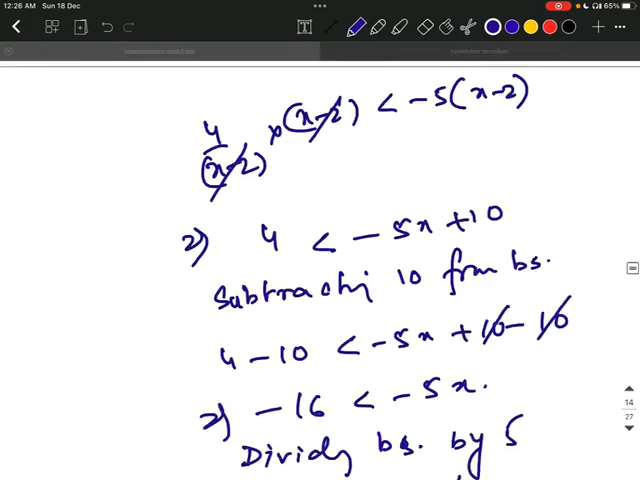 12:26 AM Sun 18 Dec
65%
4/(x-2) × (x-2) < -5(x-2)
⇒) 4 < -5x +10
Subtracting 10 from bs.
4 - 10 < -5x + 10 - 10
⇒) -16 < -5x.
Dividing bs. by 5
14
27